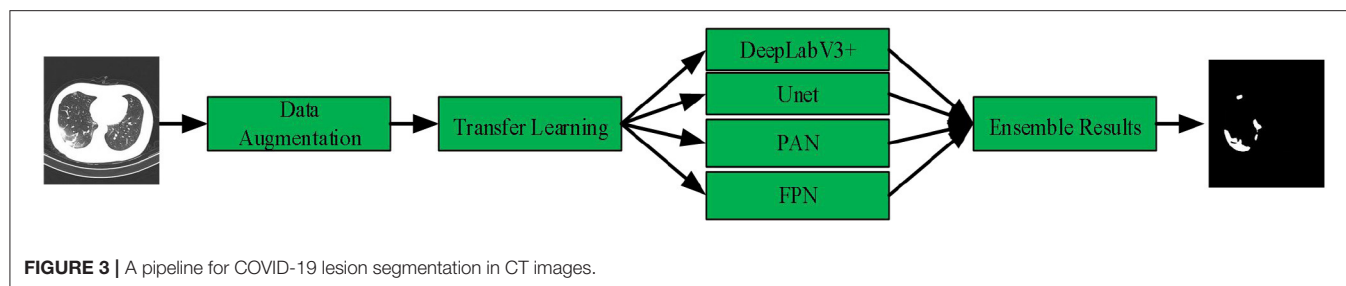 Data
Augmentation
Transfer Learning
DeepLabV3+
Unet
PAN
FPN
Ensemble Results
FIGURE 3 | A pipeline for COVID-19 lesion segmentation in CT images.